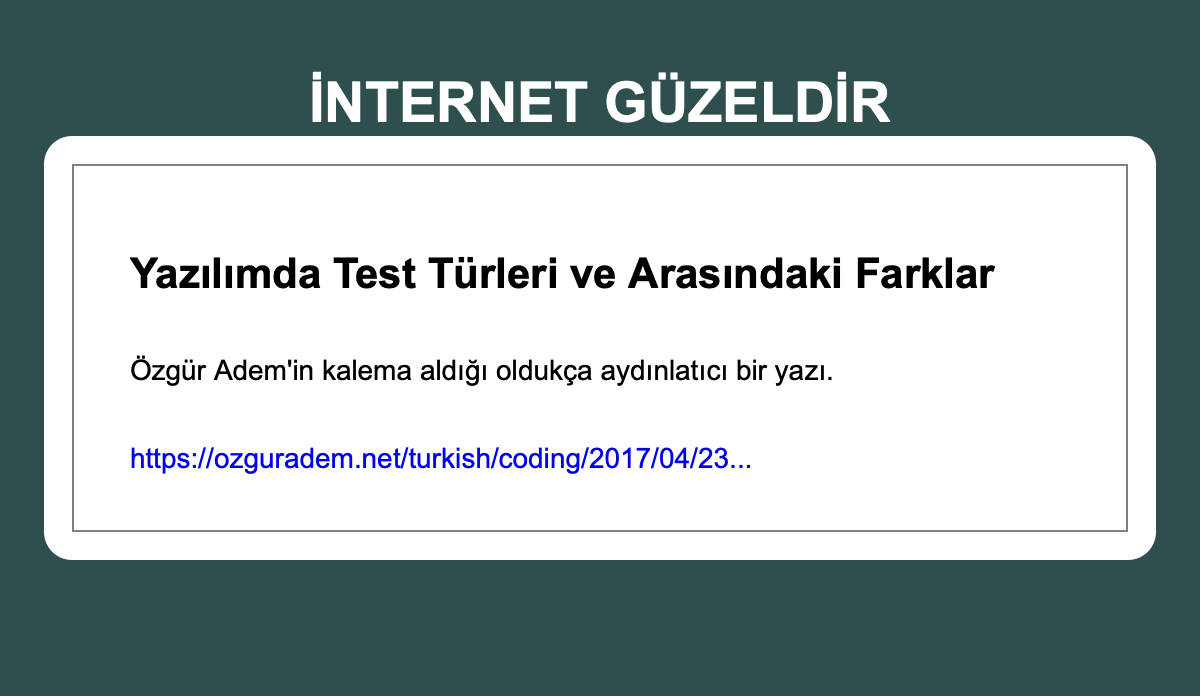 İNTERNET GÜZELDİR
Yazılımda Test Türleri ve Arasındaki Farklar
Özgür Adem'in kalema aldığı oldukça aydınlatıcı bir yazı.
https://ozguradem.net/turkish/coding/2017/04/23...